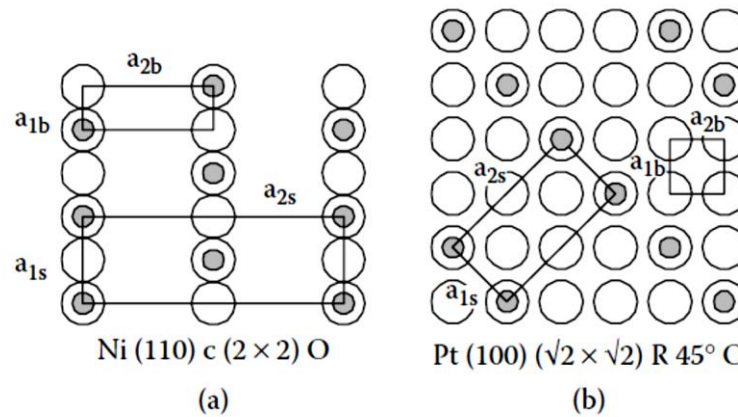 a2b
a1b
a2s
a1s
Ni (110) c (2 × 2) O
(a)
a2b
a1b
a2s
a1s
Pt (100) (√2 × √2) R 45° O
(b)